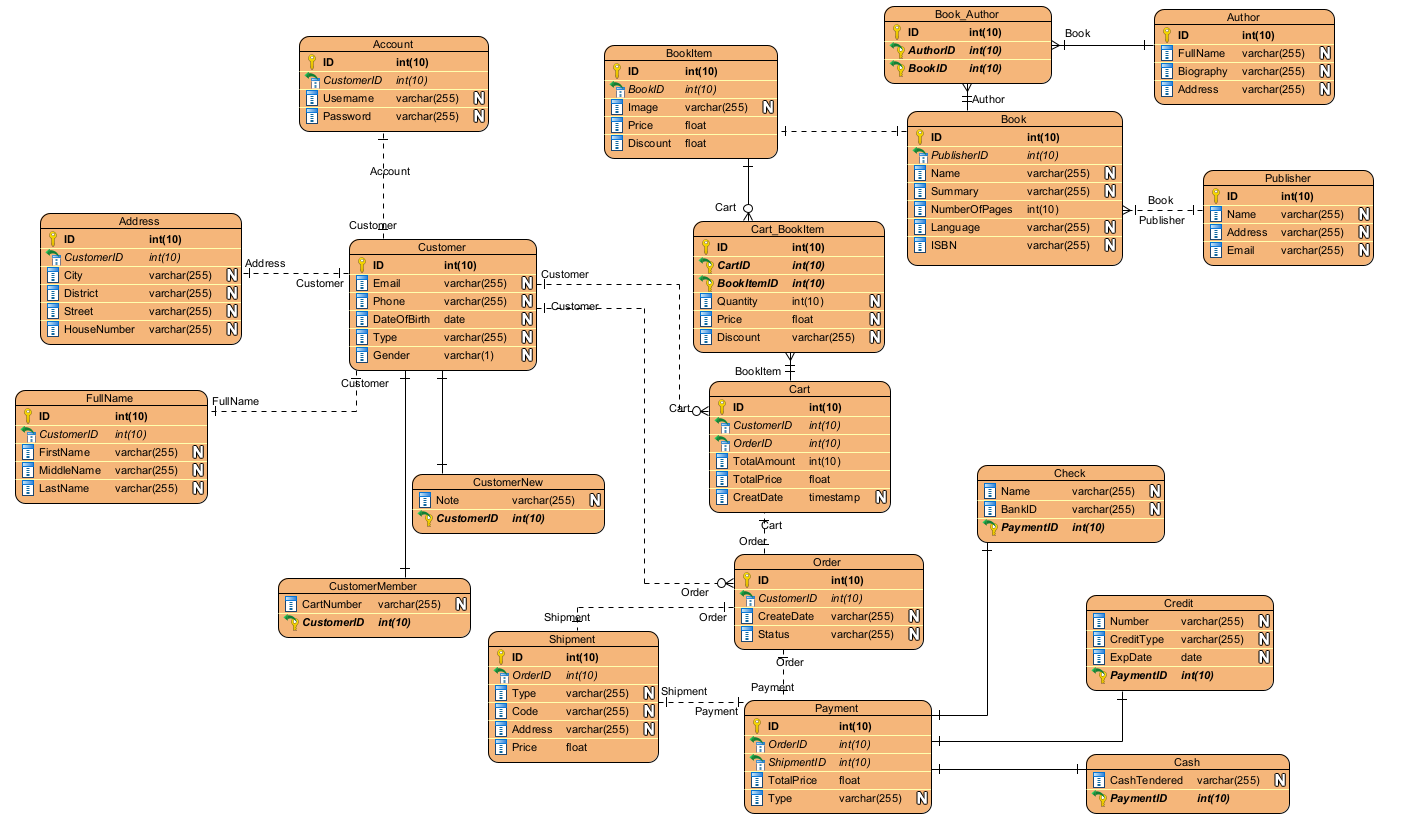 Account
ID int(10)
CustomerID int(10)
Username varchar(255) N
Password varchar(255) N
Account
Customer
BookItem
ID int(10)
BookID int(10)
Image varchar(255) N
Price float
Discount float
Book_Author
ID int(10)
AuthorID int(10)
BookID int(10)
Book
Author
Author
ID int(10)
FullName varchar(255) N
Biography varchar(255) N
Address varchar(255) N
Book
ID int(10)
PublisherID int(10)
Name varchar(255) N
Summary varchar(255) N
NumberOfPages int(10)
Language varchar(255) N
ISBN varchar(255) N
Book
Publisher
Publisher
ID int(10)
Name varchar(255) N
Address varchar(255) N
Email varchar(255) N
Address
ID int(10)
CustomerID int(10)
City varchar(255) N
District varchar(255) N
Street varchar(255) N
HouseNumber varchar(255) N
Address
Customer
Customer
ID int(10)
Email varchar(255) N
Phone varchar(255) N
DateOfBirth date N
Type varchar(255) N
Gender varchar(1) N
Customer
Customer
Customer
Cart
Cart_BookItem
ID int(10)
CartID int(10)
BookItemID int(10)
Quantity int(10) N
Price float N
Discount varchar(255) N
BookItem
FullName
ID int(10)
CustomerID int(10)
FirstName varchar(255) N
MiddleName varchar(255) N
LastName varchar(255) N
FullName
Cart
Cart
ID int(10)
CustomerID int(10)
OrderID int(10)
TotalAmount int(10)
TotalPrice float
CreatDate timestamp N
Cart
Order
CustomerNew
Note varchar(255) N
CustomerID int(10)
CustomerMember
CartNumber varchar(255) N
CustomerID int(10)
Check
Name varchar(255) N
BankID varchar(255) N
PaymentID int(10)
Order
Order
ID int(10)
CustomerID int(10)
CreateDate varchar(255) N
Status varchar(255) N
Order
Shipment
Order
Payment
Shipment
ID int(10)
OrderID int(10)
Type varchar(255) N
Code varchar(255) N
Address varchar(255) N
Price float
Shipment
Payment
Credit
Number varchar(255) N
CreditType varchar(255) N
ExpDate date N
PaymentID int(10)
Payment
ID int(10)
OrderID int(10)
ShipmentID int(10)
TotalPrice float
Type varchar(255) N
Cash
CashTendered varchar(255) N
PaymentID int(10)